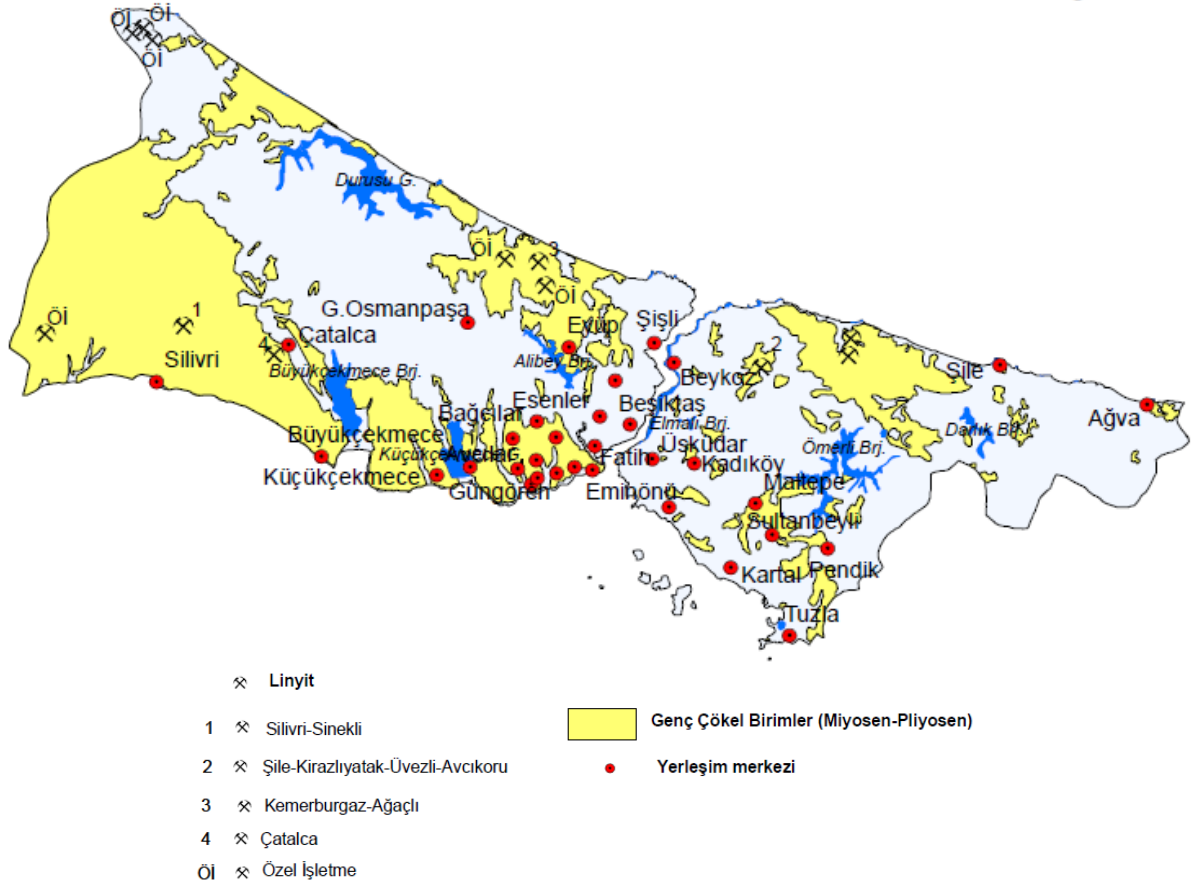 Öİ
Öİ
Öİ
Durusu G.
Öİ
3
Öİ
1
Öİ
G.Osmanpaşa
Eyüp
Şişli
4
Çatalca
Büyükçekmece Brj.
Alibey Brj.
2
Beykoz
Şile
Silivri
Esenler
Beşiktaş
Elmalı Brj.
Ağva
Bağcılar
Büyükçekmece
Fatih
Üsküdar
Ömerli Brj.
Küçükçekmece
Güngören
Eminönü
Kadıköy
Maltepe
Sultanbeyli
Kartal
Pendik
Tuzla
Linyit
1 Silivri-Sinekli
Genç Çökel Birimler (Miyosen-Pliyosen)
2 Şile-Kirazlıyatak-Üvezli-Avcıkoru
Yerleşim merkezi
3 Kemerburgaz-Ağaçlı
4 Çatalca
Öİ Özel İşletme